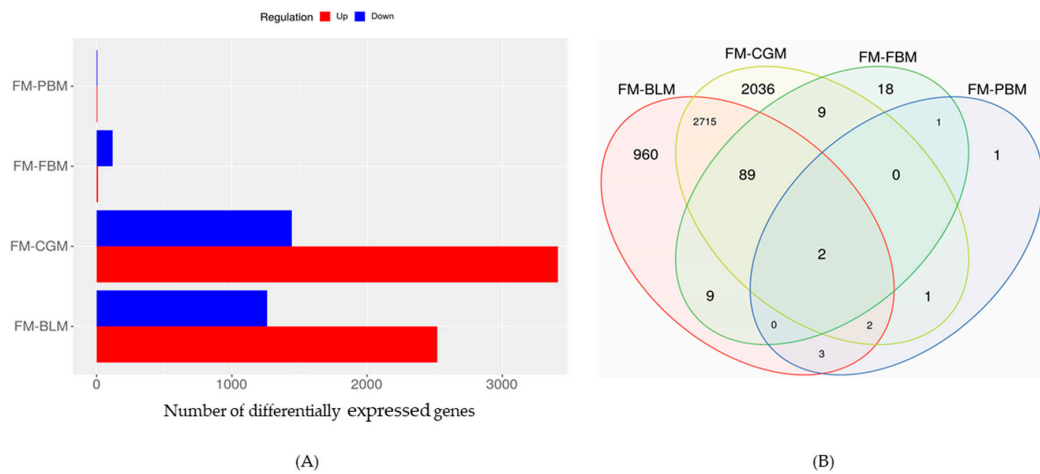 Regulation Up Down
FM-PBM
FM-FBM
FM-CGM
FM-BLM
0 1000 2000 3000
Number of differentially expressed genes
(A)
FM-CGM
FM-FBM
FM-BLM
FM-PBM
2036
18
9
2715
1
960
1
89
0
2
9
1
0
2
3
(B)